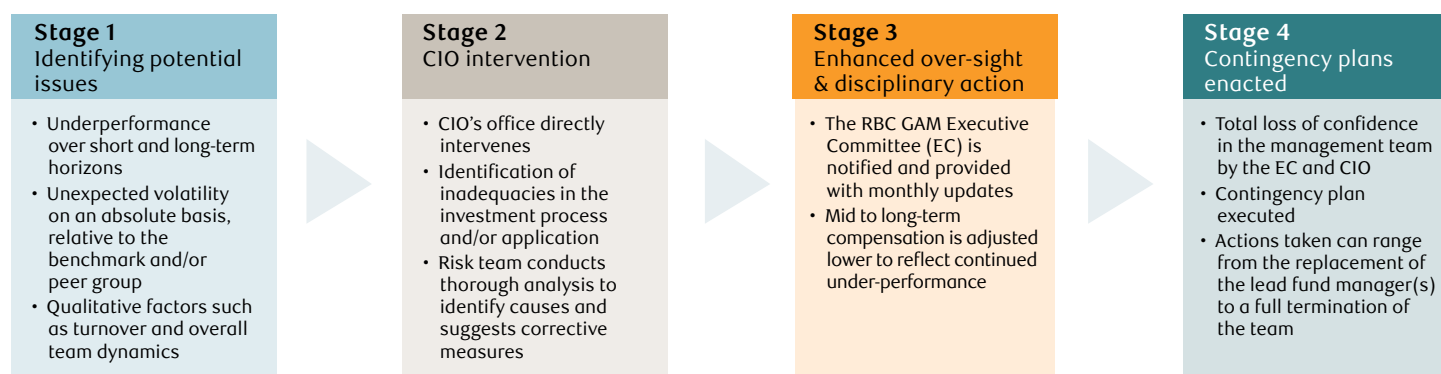 Stage 1
Identifying potential
issues
• Underperformance
over short and long-term
horizons
• Unexpected volatility
on an absolute basis,
relative to the
benchmark and/or
peer group
• Qualitative factors such
as turnover and overall
team dynamics
Stage 2
CIO intervention
• CIO's office directly
intervenes
• Identification of
inadequacies in the
investment process
and/or application
• Risk team conducts
thorough analysis to
identify causes and
suggests corrective
measures
Stage 3
Enhanced over-sight
& disciplinary action
• The RBC GAM Executive
Committee (EC) is
notified and provided
with monthly updates
• Mid to long-term
compensation is adjusted
lower to reflect continued
under-performance
Stage 4
Contingency plans
enacted
• Total loss of confidence
in the management team
by the EC and CIO
• Contingency plan
executed
• Actions taken can range
from the replacement of
the lead fund manager(s)
to a full termination of
the team